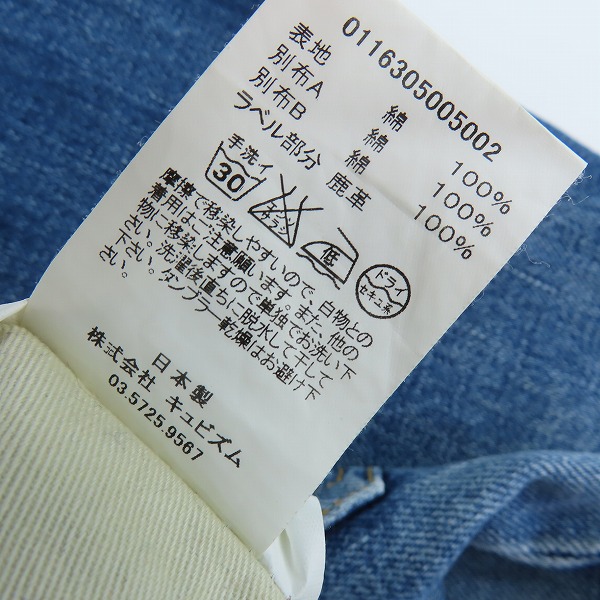 0116305005002
表地 綿 100%
別布A 綿 100%
別布B 綿 100%
ラベル部分 鹿革
手洗イ 30 エンソサラシ 低 ドライ セキユ系
摩擦で移染しやすいので、白物との
着用はご注意願います。また、他の
物に移染しますので単独でお洗い下
さい。洗濯後直ちに脱水して干して
下さい。タンブラー乾燥はお避け下
さい。
日本製
株式会社 キュビズム
03.5725.9567